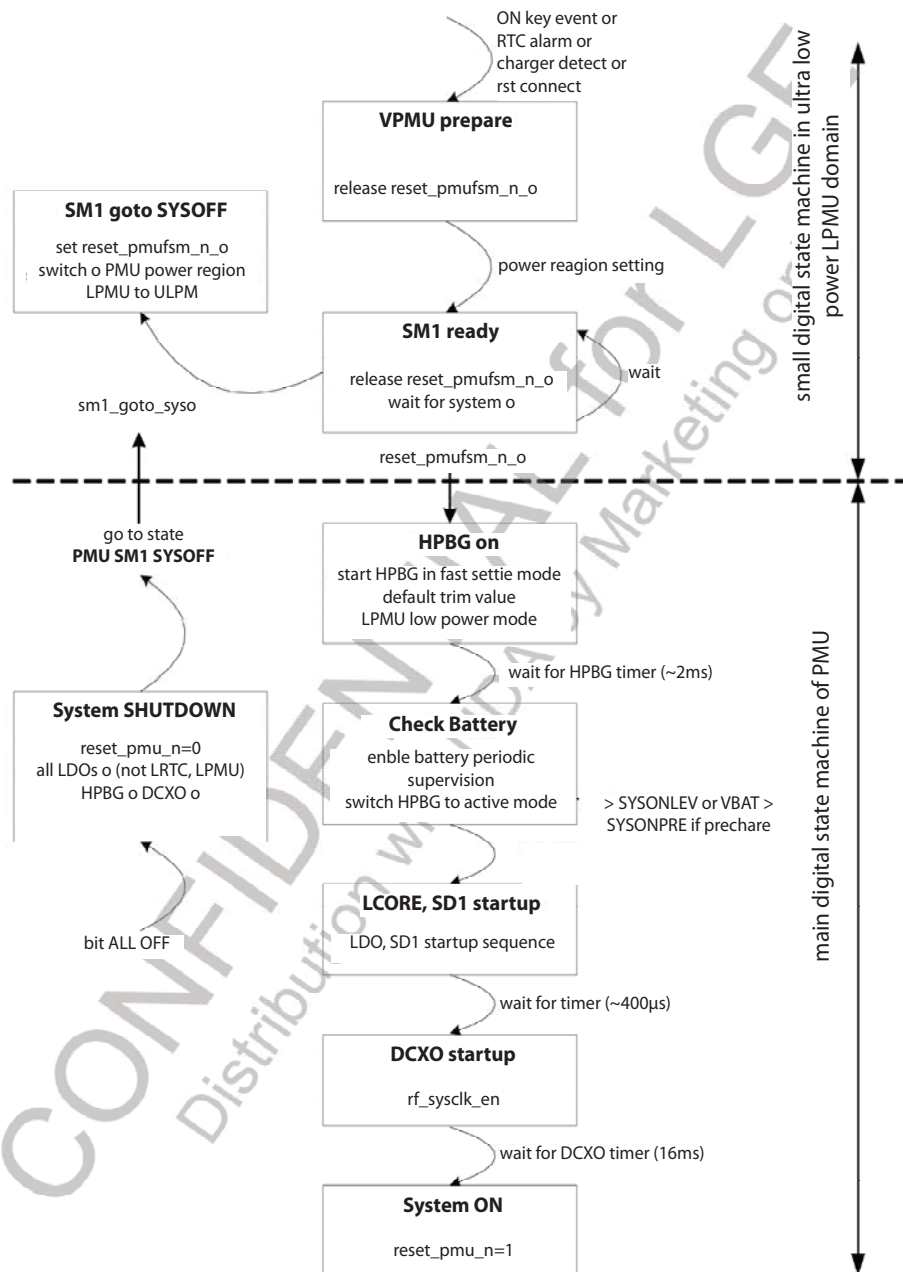 ON key event or
RTC alarm or
charger detect or
rst connect
VPMU prepare
release reset_pmufsm_n_o
SM1 goto SYSOFF
set reset_pmufsm_n_o
switch o PMU power region
LPMU to ULPM
power reagion setting
SM1 ready
release reset_pmufsm_n_o
wait for system o
wait
sm1_goto_syso
reset_pmufsm_n_o
small digital state machine in ultra low
power LPMU domain
go to state
PMU SM1 SYSOFF
HPBG on
start HPBG in fast settie mode
default trim value
LPMU low power mode
wait for HPBG timer (~2ms)
System SHUTDOWN
reset_pmu_n=0
all LDOs o (not LRTC, LPMU)
HPBG o DCXO o
Check Battery
enble battery periodic
supervision
switch HPBG to active mode
> SYSONLEV or VBAT >
SYSONPRE if prechare
bit ALL OFF
LCORE, SD1 startup
LDO, SD1 startup sequence
wait for timer (~400µs)
DCXO startup
rf_sysclk_en
wait for DCXO timer (16ms)
System ON
reset_pmu_n=1
main digital state machine of PMU
CONFIDEN AL for LGE
Distribution w by Marketing